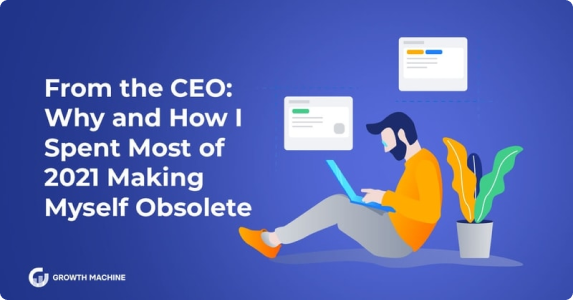 From the CEO:
Why and How I
Spent Most of
2021 Making
Myself Obsolete
GROWTH MACHINE